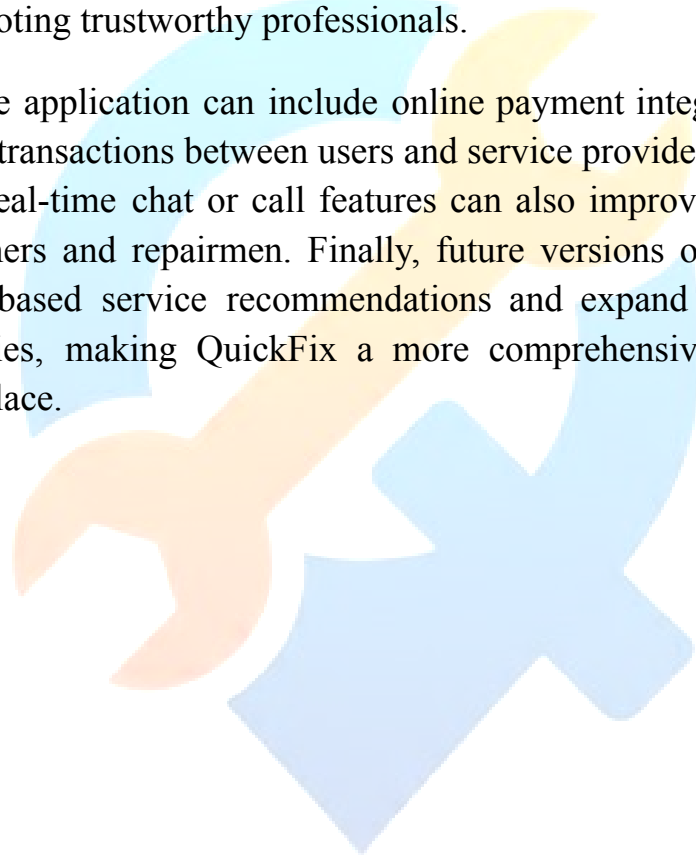 oting trustworthy professionals.
e application can include online payment integ
transactions between users and service provide
eal-time chat or call features can also improv
ners and repairmen. Finally, future versions o
based service recommendations and expand
ies, making QuickFix a more comprehensiv
lace.